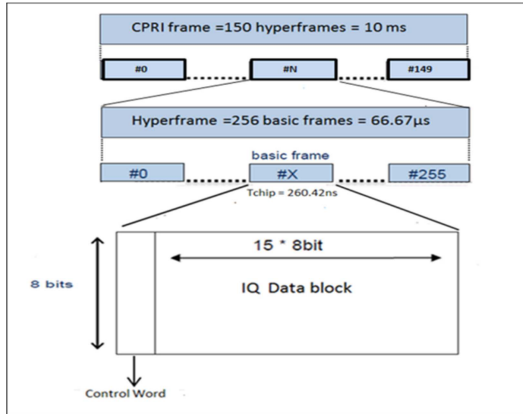 CPRI frame =150 hyperframes = 10 ms
#0 #N #149
Hyperframe =256 basic frames = 66.67µs
basic frame
#0 #X #255
Tchip = 260.42ns
15 * 8bit
8 bits
IQ Data block
Control Word